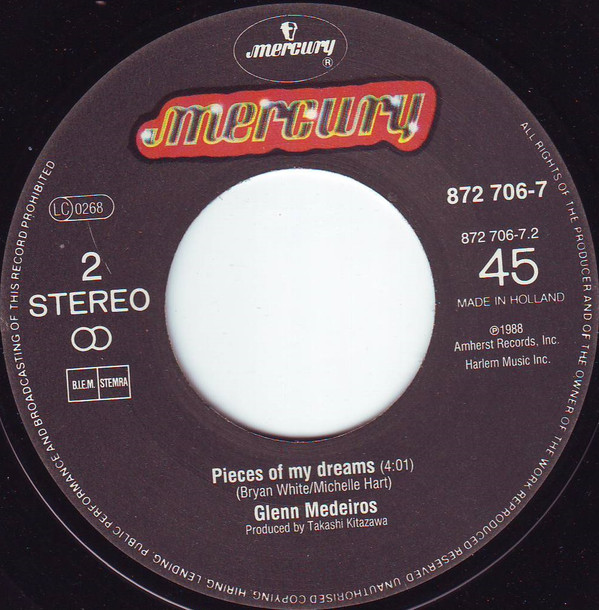 mercury
®
mercury
LC 0268
2
STEREO
B.I.E.M. STEMRA
872 706-7
872 706-7.2
45
MADE IN HOLLAND
℗1988
Amherst Records, Inc.
Harlem Music Inc.
Pieces of my dreams (4:01)
(Bryan White/Michelle Hart)
Glenn Medeiros
Produced by Takashi Kitazawa
ALL RIGHTS OF THE PRODUCER AND OF THE OWNER OF THE WORK REPRODUCED RESERVED. UNAUTHORISED COPYING, HIRING, LENDING, PUBLIC PERFORMANCE AND BROADCASTING OF THIS RECORD PROHIBITED